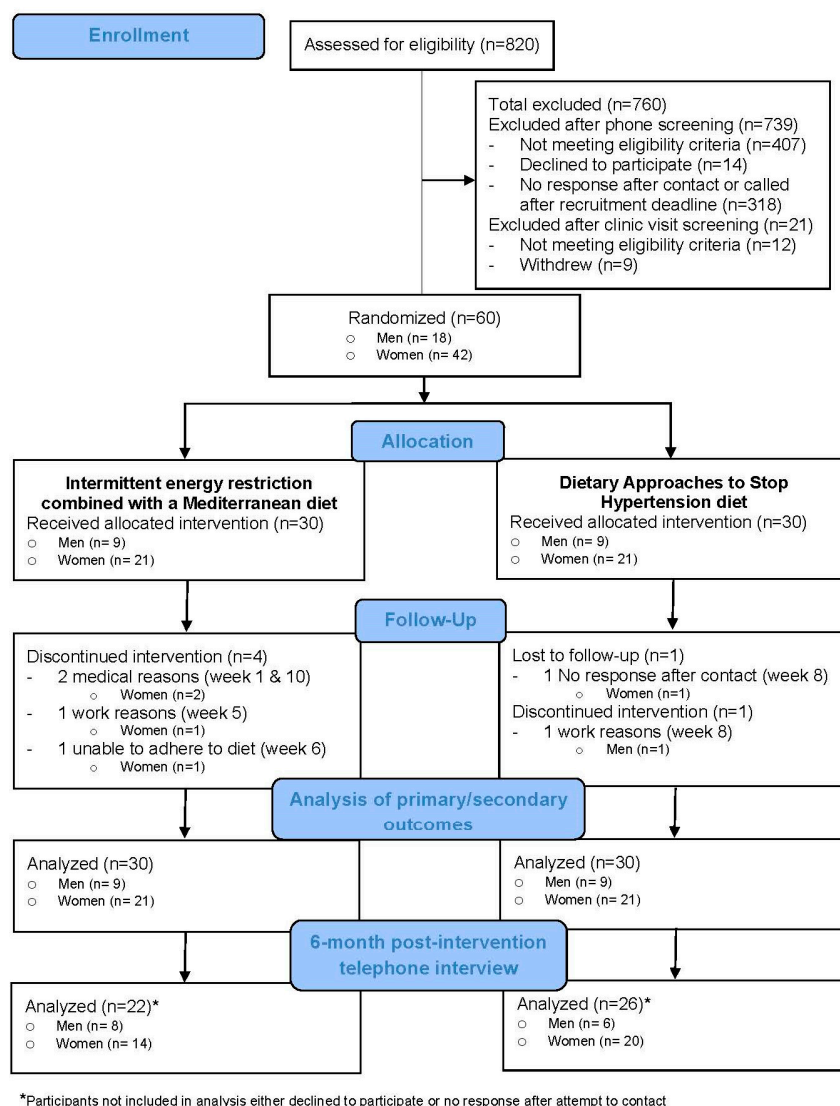 Enrollment
Assessed for eligibility (n=820)
Total excluded (n=760)
Excluded after phone screening (n=739)
- Not meeting eligibility criteria (n=407)
- Declined to participate (n=14)
- No response after contact or called
after recruitment deadline (n=318)
Excluded after clinic visit screening (n=21)
- Not meeting eligibility criteria (n=12)
- Withdrew (n=9)
Randomized (n=60)
○ Men (n= 18)
○ Women (n= 42)
Allocation
Intermittent energy restriction
combined with a Mediterranean diet
Received allocated intervention (n=30)
○ Men (n= 9)
○ Women (n= 21)
Dietary Approaches to Stop
Hypertension diet
Received allocated intervention (n=30)
○ Men (n= 9)
○ Women (n= 21)
Follow-Up
Discontinued intervention (n=4)
- 2 medical reasons (week 1 & 10)
○ Women (n=2)
- 1 work reasons (week 5)
○ Women (n=1)
- 1 unable to adhere to diet (week 6)
○ Women (n=1)
Lost to follow-up (n=1)
- 1 No response after contact (week 8)
○ Women (n=1)
Discontinued intervention (n=1)
- 1 work reasons (week 8)
○ Men (n=1)
Analysis of primary/secondary
outcomes
Analyzed (n=30)
○ Men (n= 9)
○ Women (n= 21)
Analyzed (n=30)
○ Men (n= 9)
○ Women (n= 21)
6-month post-intervention
telephone interview
Analyzed (n=22)*
○ Men (n= 8)
○ Women (n= 14)
Analyzed (n=26)*
○ Men (n= 6)
○ Women (n= 20)
*Participants not included in analysis either declined to participate or no response after attempt to contact